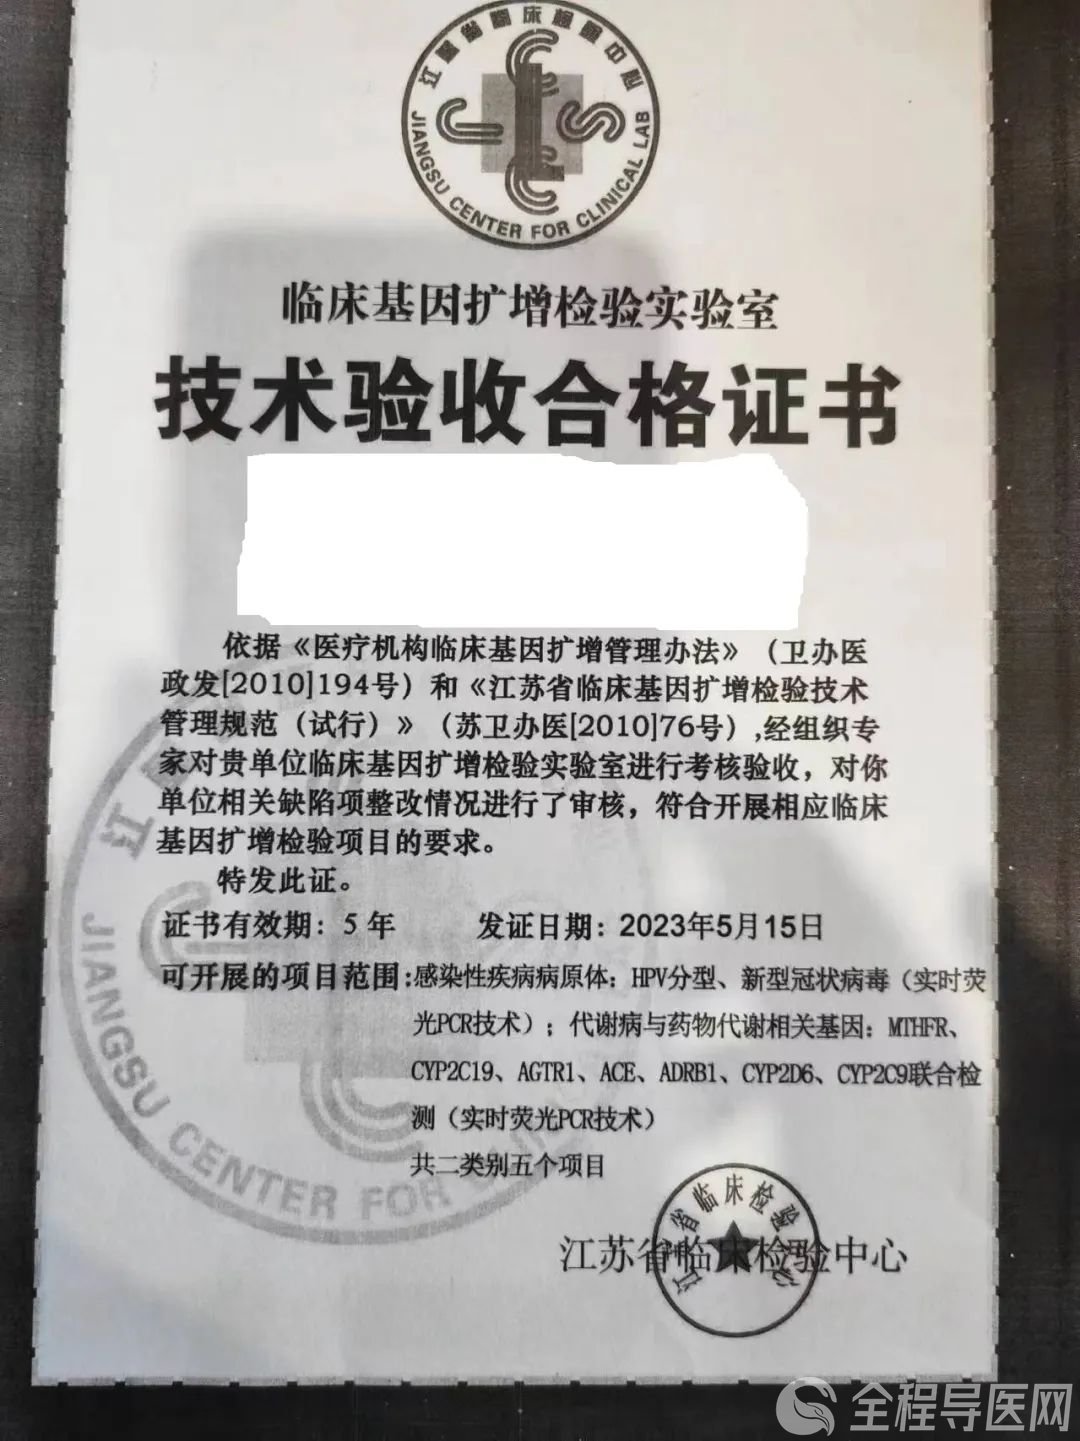 江苏省临床检验中心
JIANGSU CENTER FOR CLINICAL LAB
临床基因扩增检验实验室
技术验收合格证书
依据《医疗机构临床基因扩增管理办法》（卫办医
政发[2010]194号）和《江苏省临床基因扩增检验技术
管理规范（试行）》（苏卫办医[2010]76号）,经组织专
家对贵单位临床基因扩增检验实验室进行考核验收，对你
单位相关缺陷项整改情况进行了审核，符合开展相应临床
基因扩增检验项目的要求。
特发此证。
证书有效期：5 年 发证日期：2023年5月15日
可开展的项目范围:感染性疾病病原体：HPV分型、新型冠状病毒（实时荧
光PCR技术）；代谢病与药物代谢相关基因：MTHFR、
CYP2C19、AGTR1、ACE、ADRB1、CYP2D6、CYP2C9联合检
测（实时荧光PCR技术）
共二类别五个项目
江苏省临床检验中心
江苏省临床检验中心
JIANGSU CENTER FOR
全程导医网